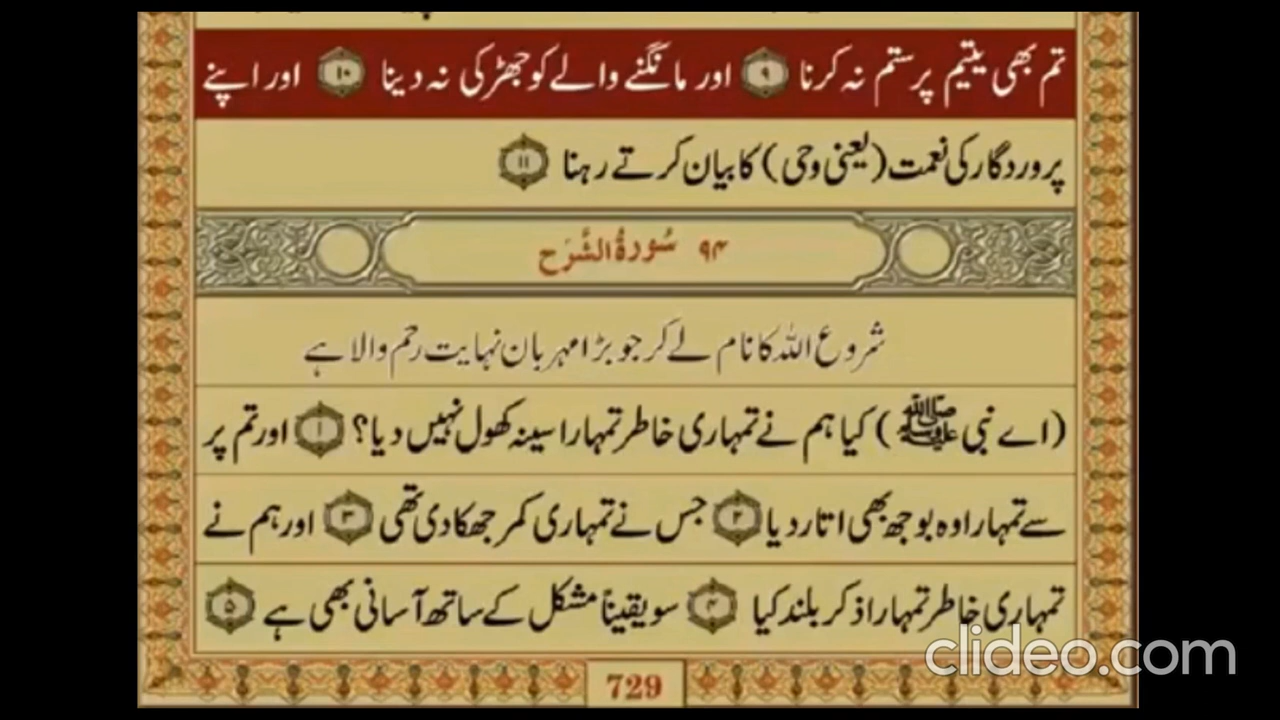 تم بھی یتیم پر ستم نہ کرنا ۹ اور مانگنے والے کو جھڑکی نہ دینا ۱۰ اور اپنے
پروردگار کی نعمت (یعنی وحی) کا بیان کرتے رہنا ۱۱
۹۴ سُورةُ الشَّرَح
شروع اللہ کا نام لے کر جو بڑا مہربان نہایت رحم والا ہے
(اے نبی ﷺ) کیا ہم نے تمہاری خاطر تمہارا سینہ کھول نہیں دیا؟ ۱ اور تم پر
سے تمہارا وہ بوجھ بھی اتار دیا ۲ جس نے تمہاری کمر جھکا دی تھی ۳ اور ہم نے
تمہاری خاطر تمہارا ذکر بلند کیا ۴ سو یقیناً مشکل کے ساتھ آسانی بھی ہے ۵
clideo.com
729